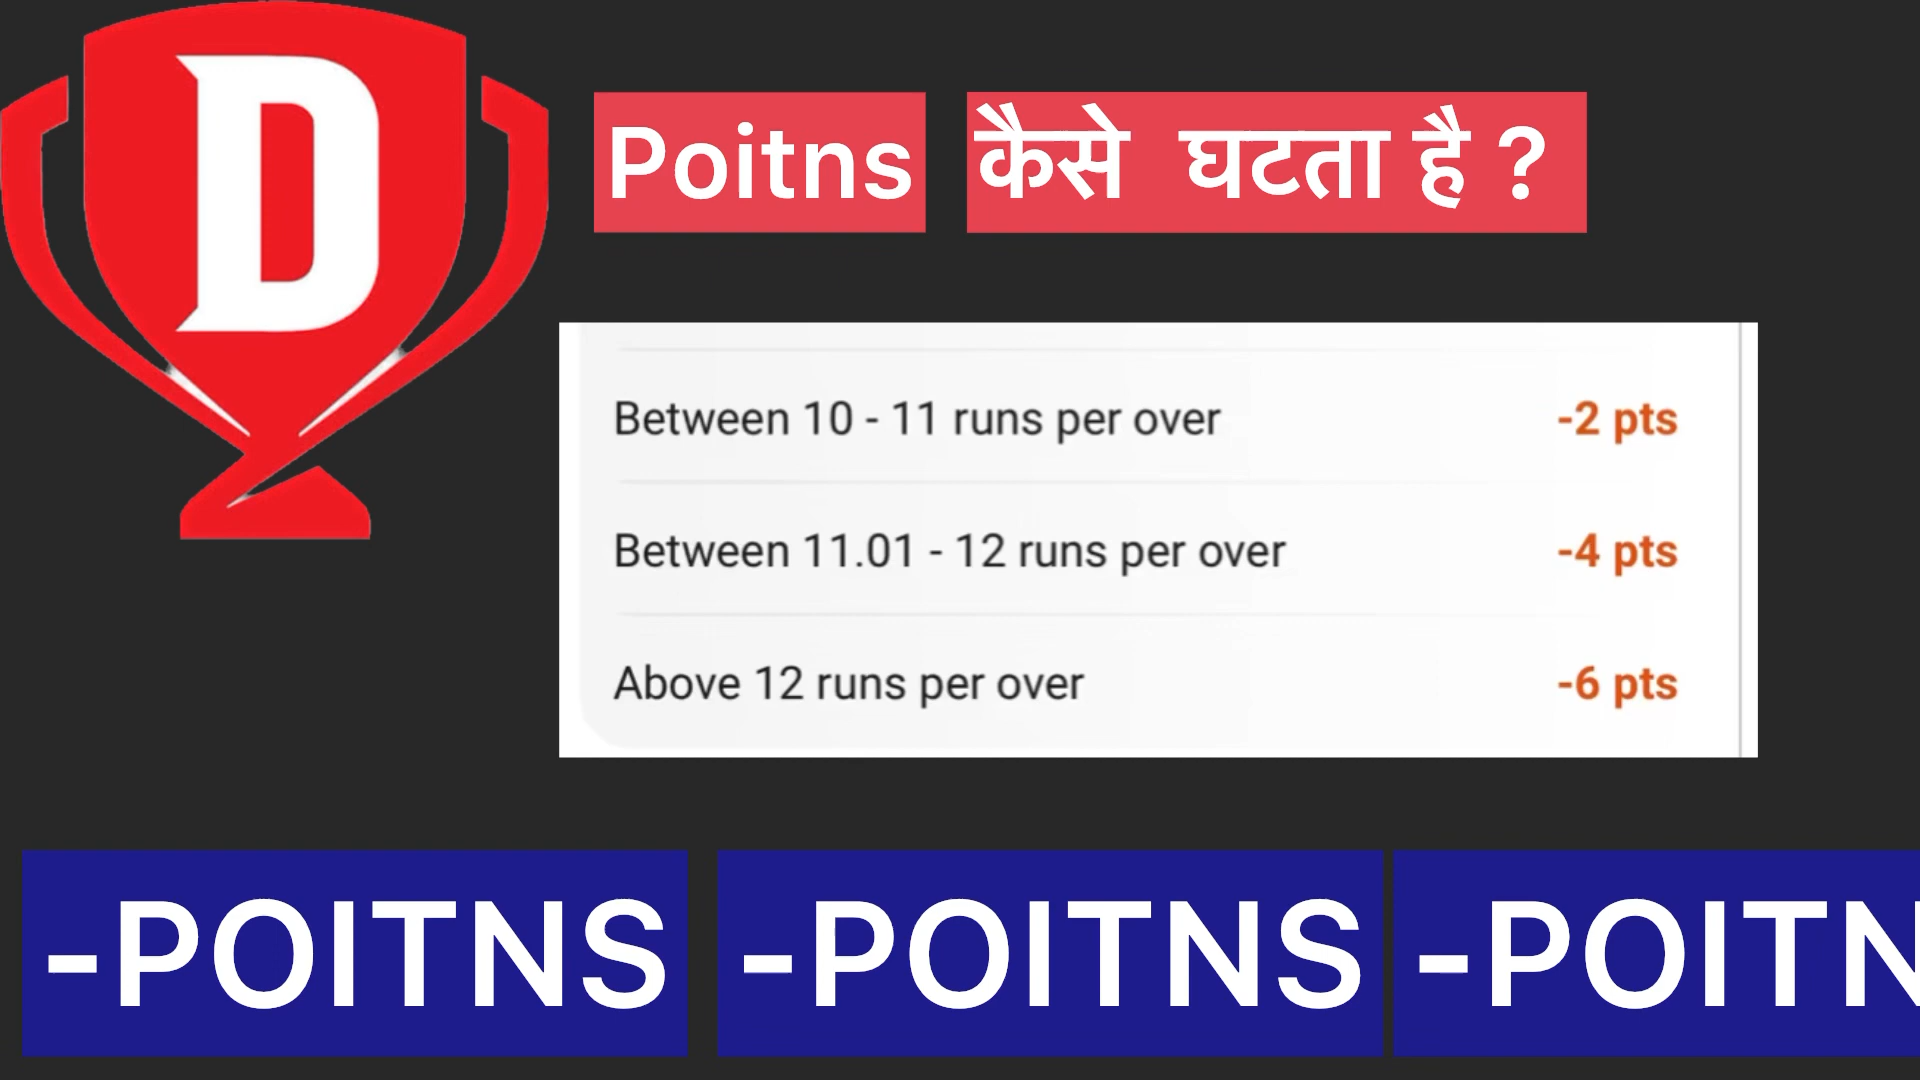 D
Poitns कैसे घटता है ?
Between 10 - 11 runs per over -2 pts
Between 11.01 - 12 runs per over -4 pts
Above 12 runs per over -6 pts
-POITNS -POITNS -POITN